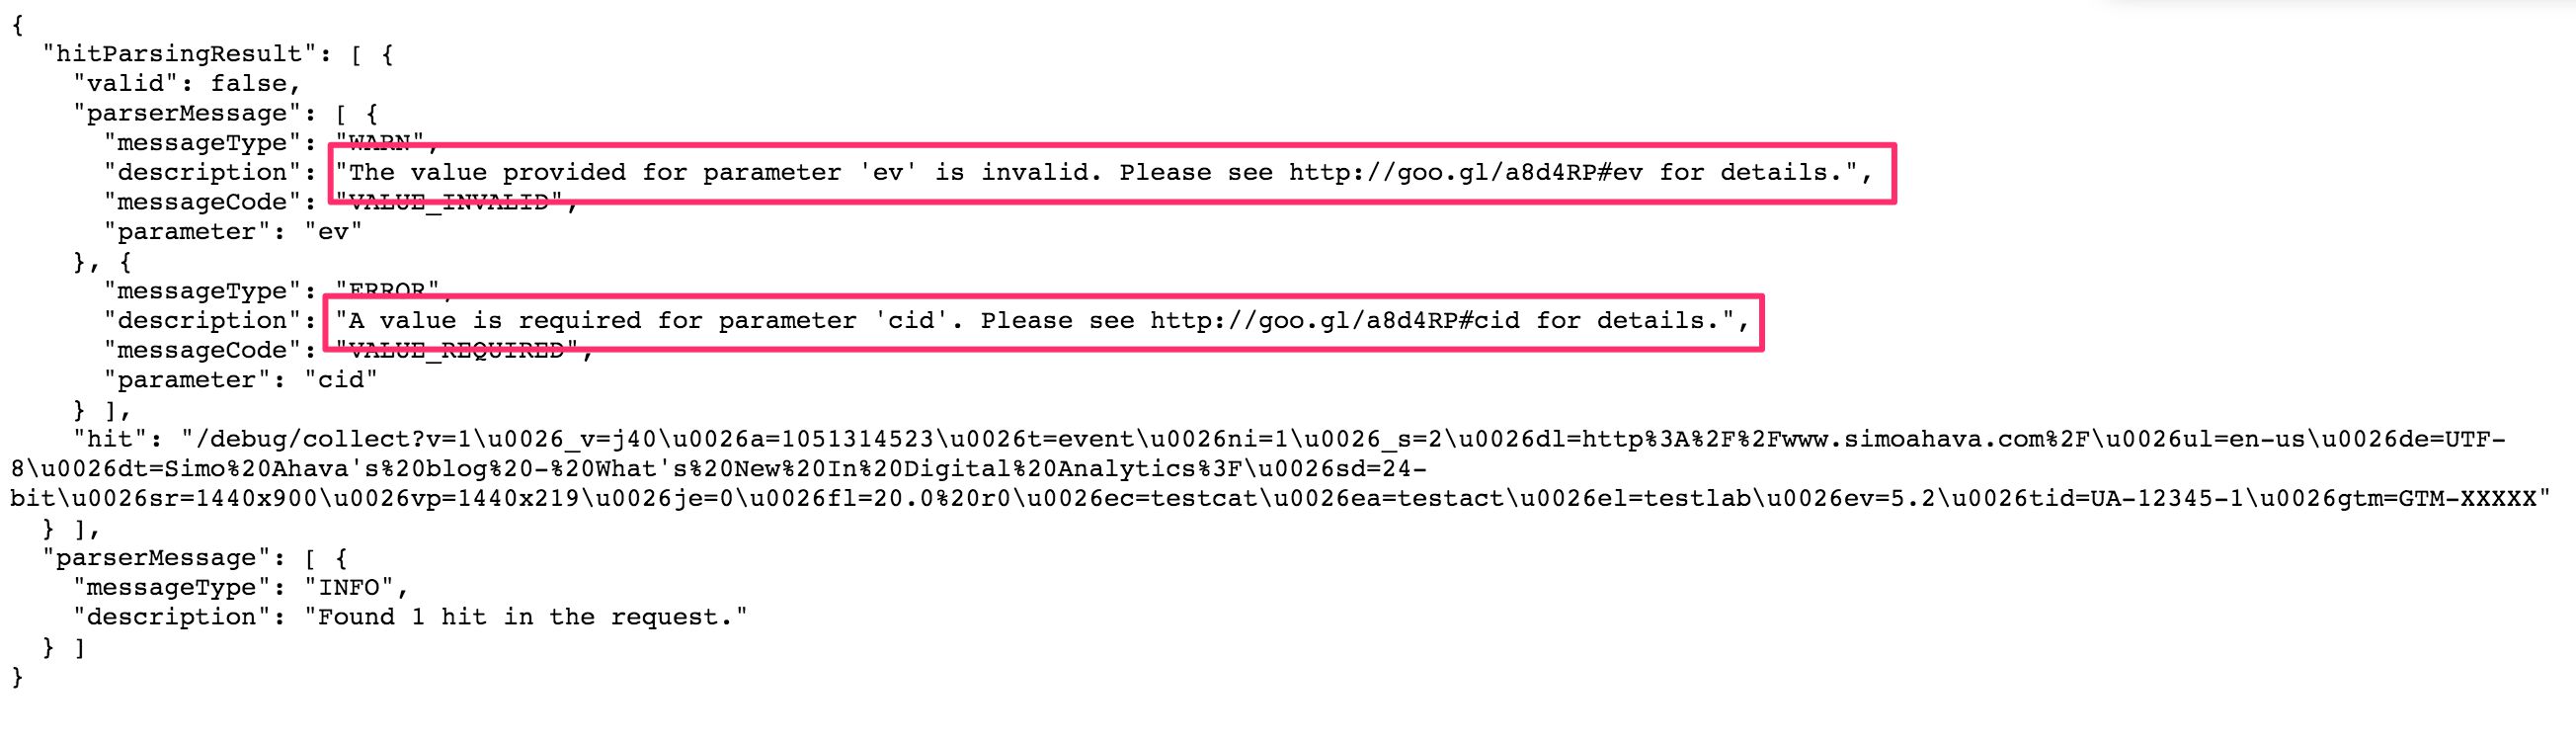 {
"hitParsingResult": [ {
"valid": false,
"parserMessage": [ {
"messageType": "WARN",
"description": "The value provided for parameter 'ev' is invalid. Please see http://goo.gl/a8d4RP#ev for details.",
"messageCode": "VALUE_INVALID",
"parameter": "ev"
}, {
"messageType": "ERROR",
"description": "A value is required for parameter 'cid'. Please see http://goo.gl/a8d4RP#cid for details.",
"messageCode": "VALUE_REQUIRED",
"parameter": "cid"
} ],
"hit": "/debug/collect?v=1\u0026_v=j40\u0026a=1051314523\u0026t=event\u0026ni=1\u0026_s=2\u0026dl=http%3A%2F%2Fwww.simoahava.com%2F\u0026ul=en-us\u0026de=UTF-
8\u0026dt=Simo%20Ahava's%20blog%20-%20What's%20New%20In%20Digital%20Analytics%3F\u0026sd=24-
bit\u0026sr=1440x900\u0026vp=1440x219\u0026je=0\u0026fl=20.0%20r0\u0026ec=testcat\u0026ea=testact\u0026el=testlab\u0026ev=5.2\u0026tid=UA-12345-1\u0026gtm=GTM-XXXXX"
} ],
"parserMessage": [ {
"messageType": "INFO",
"description": "Found 1 hit in the request."
} ]
}